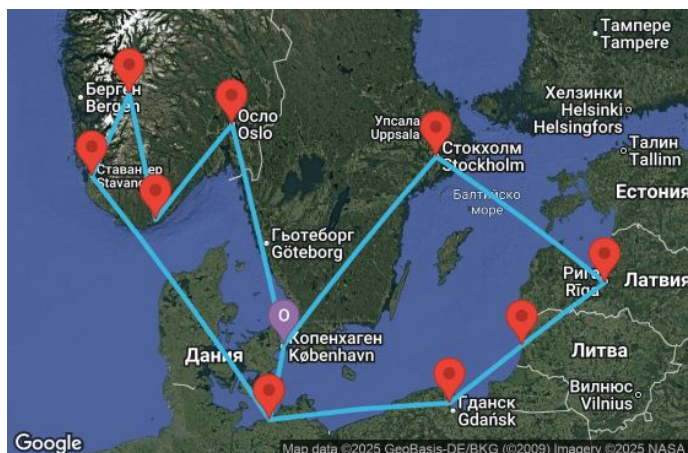 Тампере
Tampere
Берген
Bergen
Осло
Oslo
Упсала
Uppsala
Хелзинки
Helsinki
Helsingfors
Стокхолм
Stockholm
Талин
Tallinn
Ставангер
Балтийско
море
Естония
Гьотеборг
Göteborg
Рига
Rīga
Латвия
O
Копенхаген
København
Дания
Литва
Вилнюс
Vilnius
Гданск
Gdańsk
Google
Map data ©2025 GeoBasis-DE/BKG (©2009) Imagery ©2025 NASA